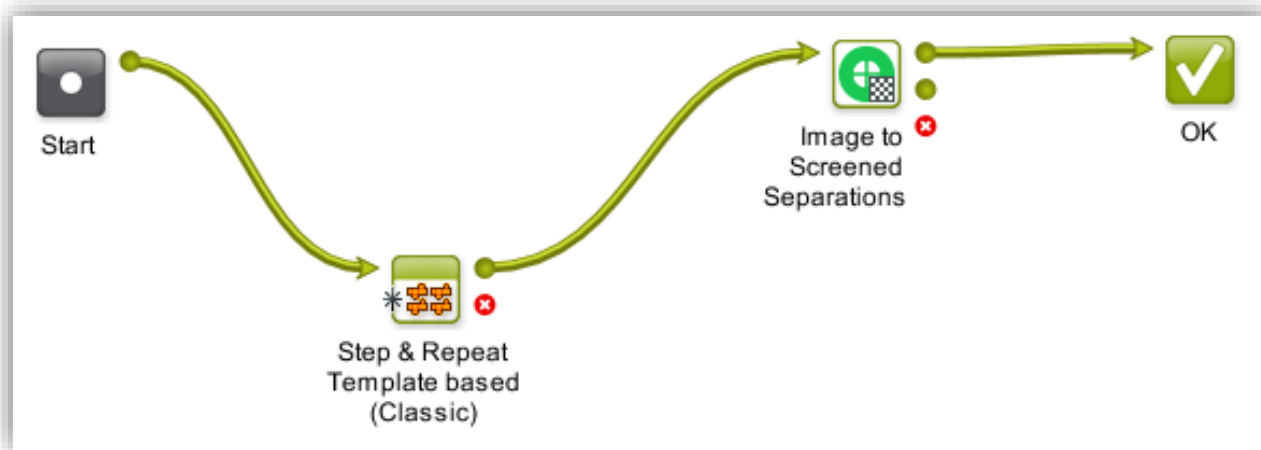 Start
Step & Repeat
Template based
(Classic)
Image to
Screened
Separations
OK